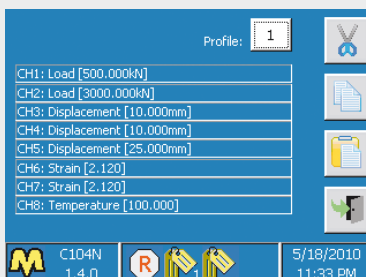 Profile: 1
CH1: Load [500.000kN]
CH2: Load [3000.000kN]
CH3: Displacement [10.000mm]
CH4: Displacement [10.000mm]
CH5: Displacement [25.000mm]
CH6: Strain [2.120]
CH7: Strain [2.120]
CH8: Temperature [100.000]
C104N
1.4.0
R
1
5/18/2010
11:33 PM